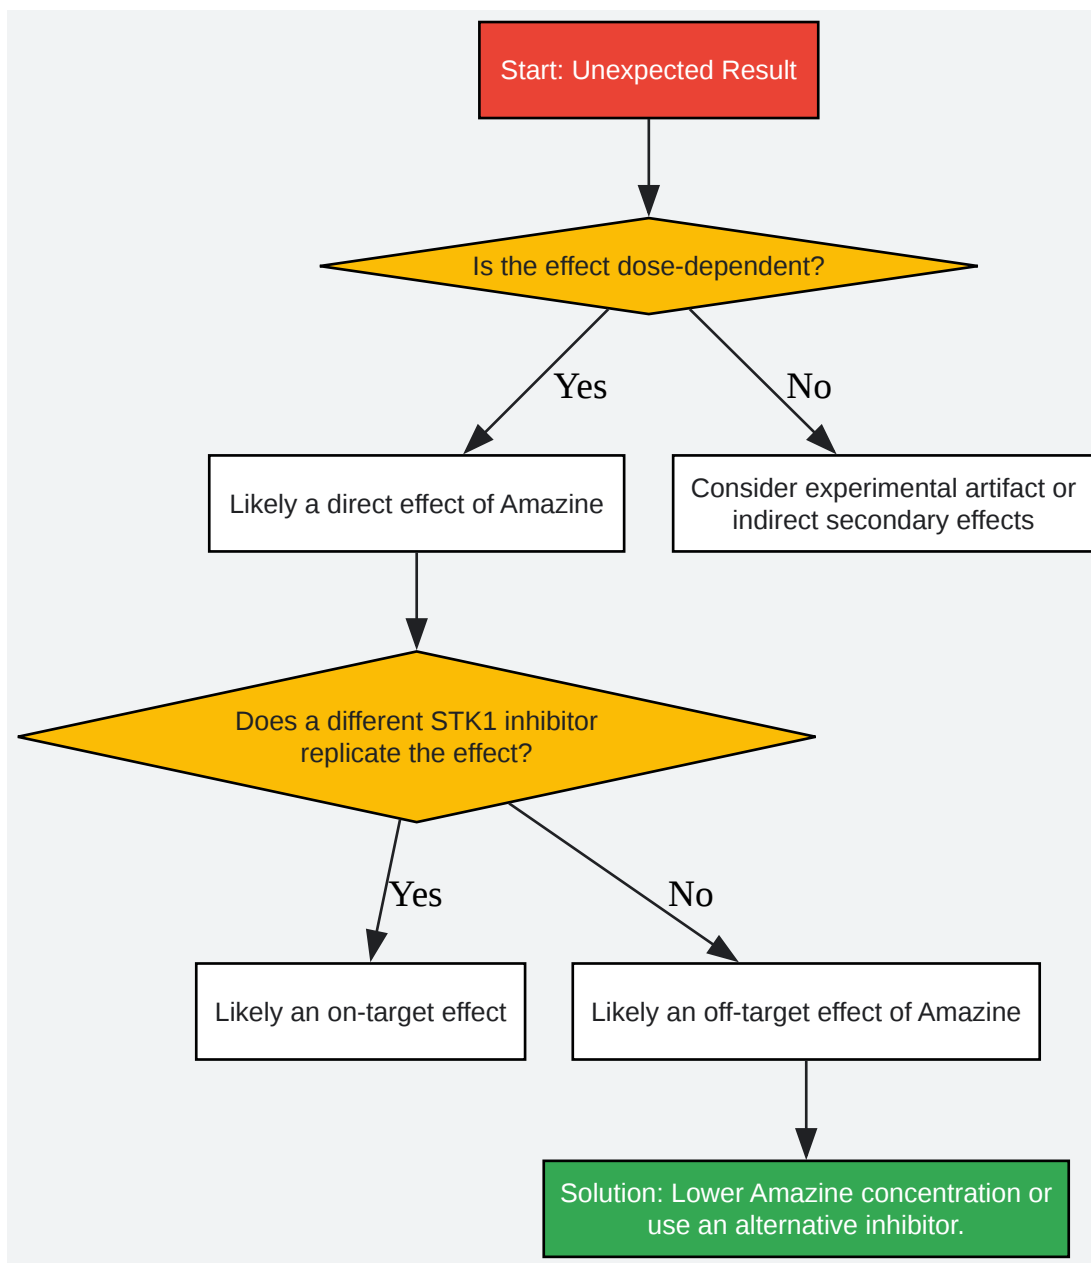 Start: Unexpected Result
Is the effect dose-dependent?
Yes
No
Likely a direct effect of Amazine
Consider experimental artifact or
indirect secondary effects
Does a different STK1 inhibitor
replicate the effect?
Yes
No
Likely an on-target effect
Likely an off-target effect of Amazine
Solution: Lower Amazine concentration or
use an alternative inhibitor.